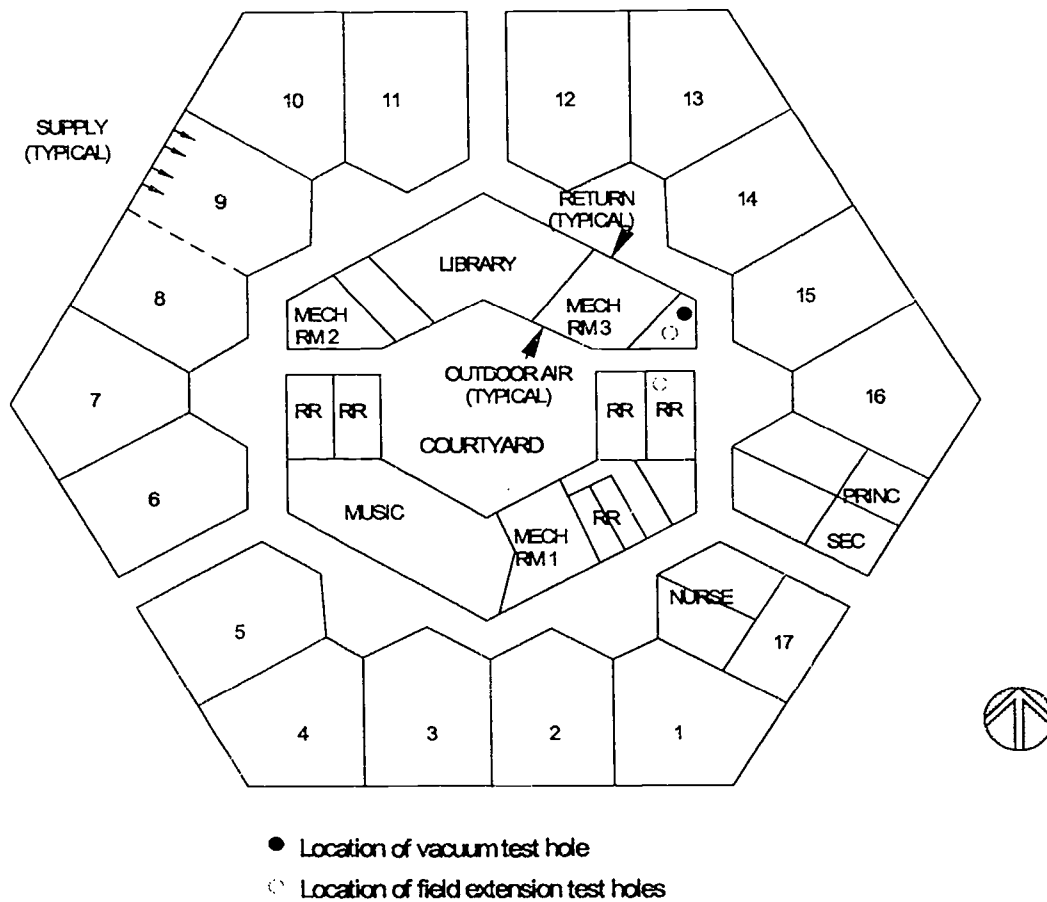 10
11
12
13
SUPPLY
(TYPICAL)
9
14
RETURN
(TYPICAL)
LIBRARY
8
15
MECH
RM 2
MECH
RM 3
OUTDOOR AIR
(TYPICAL)
7
16
RR
RR
RR
RR
COURTYARD
6
MUSIC
PRINC
MECH
RM 1
RR
SEC
NURSE
5
17
4
3
2
1
Location of vacuum test hole
Location of field extension test holes